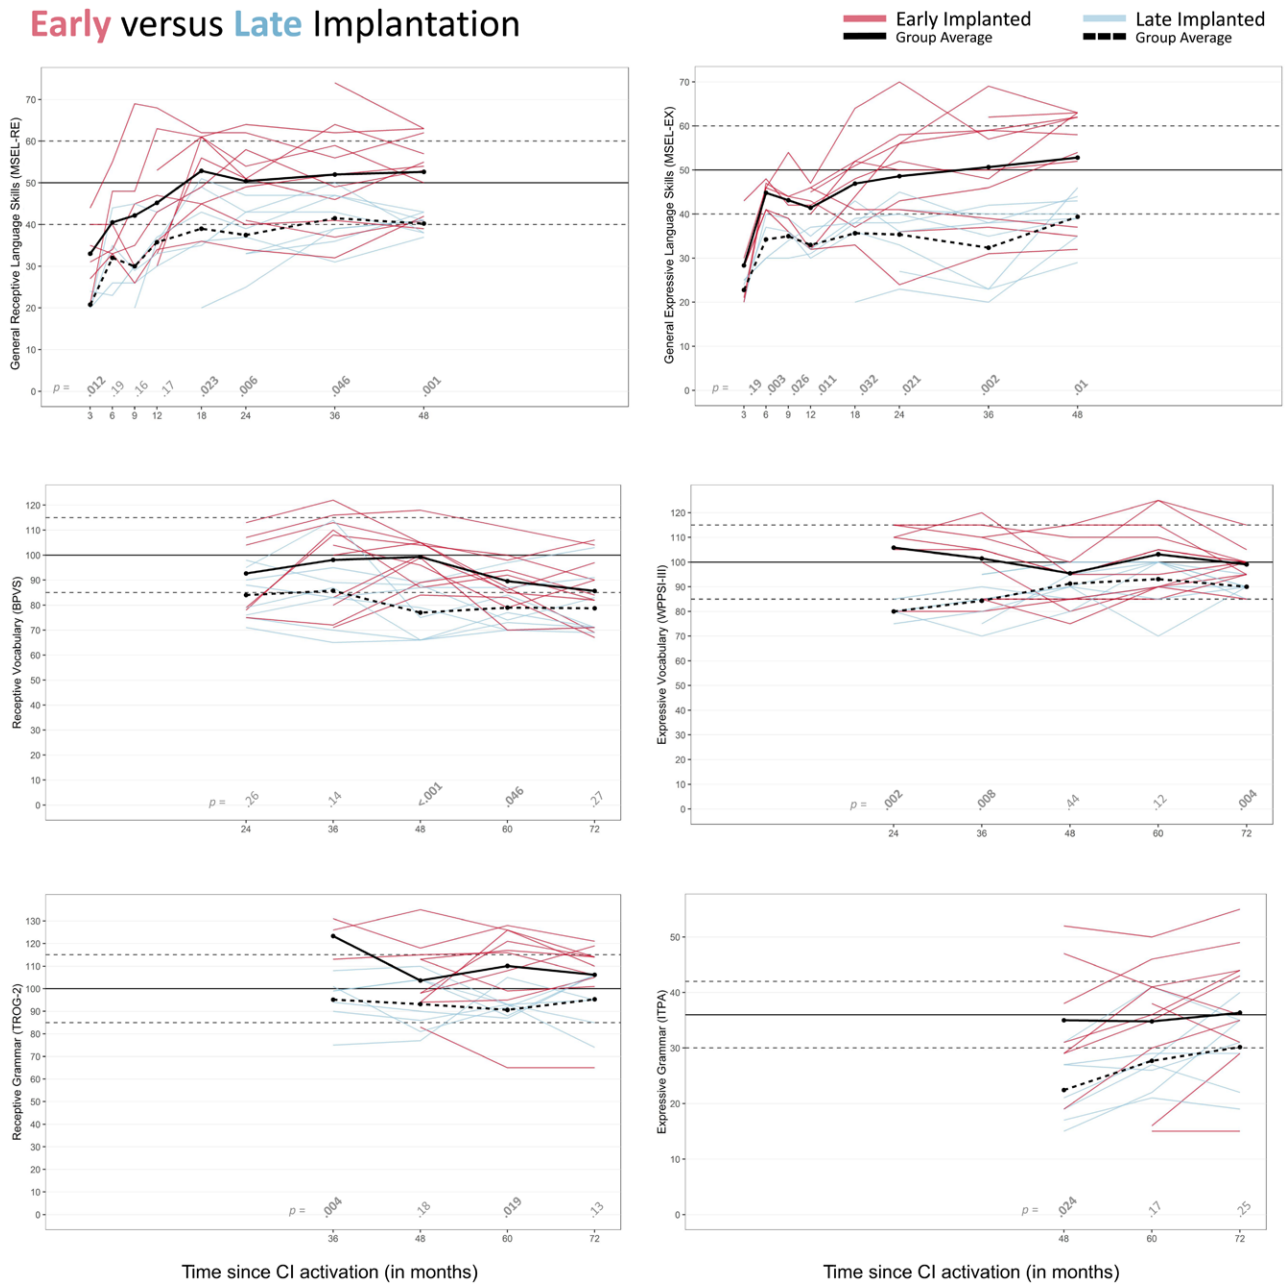 Early versus Late Implantation
Early Implanted
Group Average
Late Implanted
Group Average
General Receptive Language Skills (MSEL-RE)
70
60
50
40
30
20
10
0
p = .012 .19 .16 .17 .023 .006 .046 .001
3 6 9 12 18 24 36 48
General Expressive Language Skills (MSEL-EX)
70
60
50
40
30
20
10
0
p = .19 .003 .026 .011 .032 .021 .002 .01
3 6 9 12 18 24 36 48
Receptive Vocabulary (BPVS)
120
110
100
90
80
70
60
50
40
30
20
10
0
p = .26 .14 <.001 .046 .27
24 36 48 60 72
Expressive Vocabulary (WPPSI-III)
120
110
100
90
80
70
60
50
40
30
20
10
0
p = .002 .008 .44 .12 .004
24 36 48 60 72
Receptive Grammar (TROG-2)
130
120
110
100
90
80
70
60
50
40
30
20
10
0
p = .004 .18 .019 .13
36 48 60 72
Time since CI activation (in months)
Expressive Grammar (ITPA)
50
40
30
20
10
0
p = .024 .17 .25
48 60 72
Time since CI activation (in months)